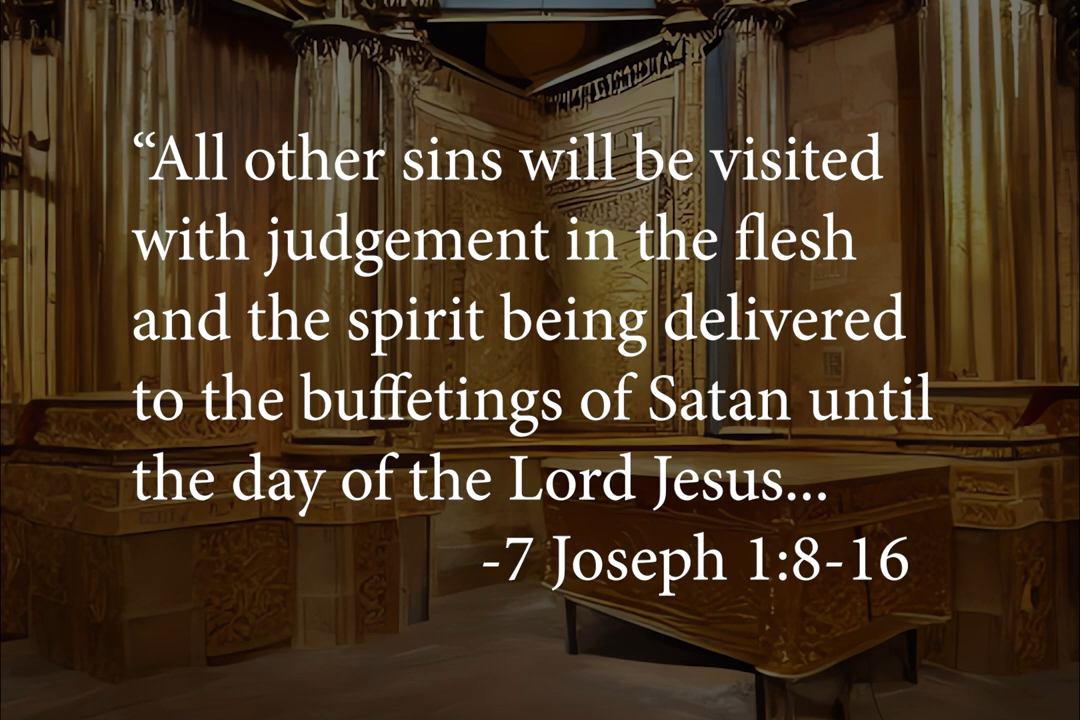 “All other sins will be visited
with judgement in the flesh
and the spirit being delivered
to the buffetings of Satan until
the day of the Lord Jesus...
-7 Joseph 1:8-16